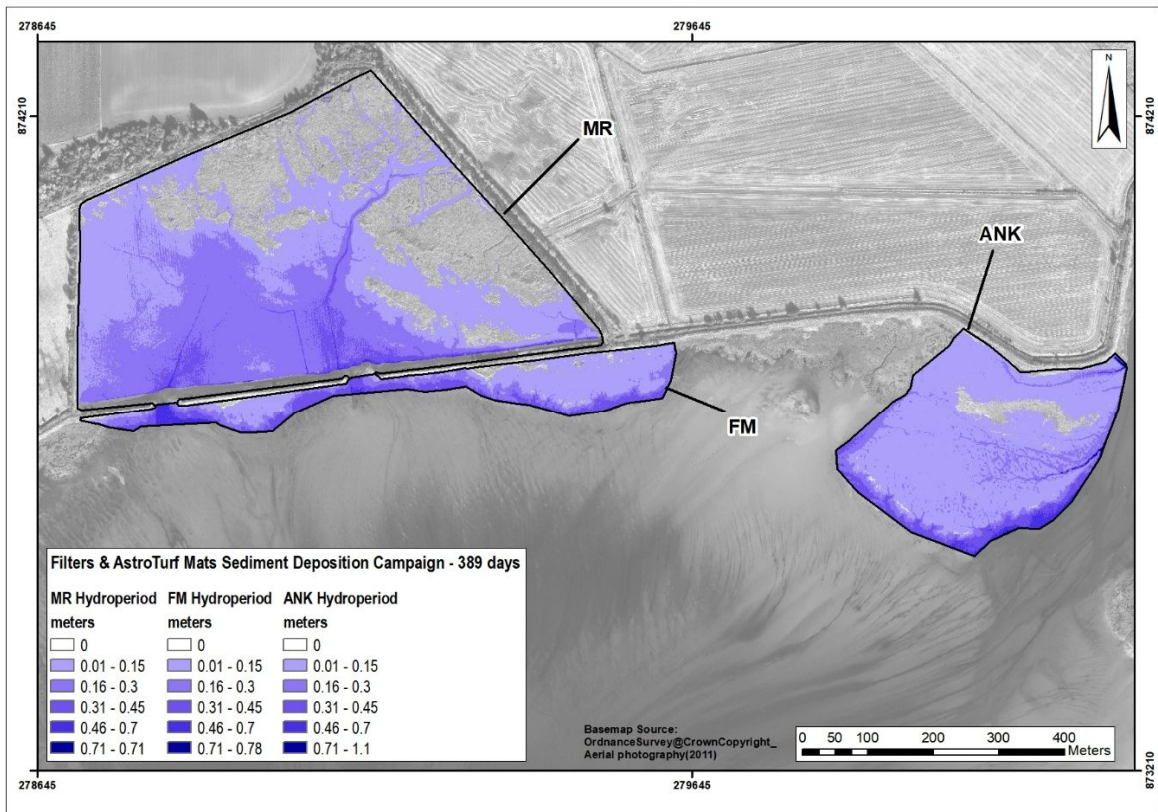 278645
279645
874210
874210
N
MR
ANK
FM
Filters & AstroTurf Mats Sediment Deposition Campaign - 389 days
MR Hydroperiod FM Hydroperiod ANK Hydroperiod
meters meters meters
0 0 0
0.01 - 0.15 0.01 - 0.15 0.01 - 0.15
0.16 - 0.3 0.16 - 0.3 0.16 - 0.3
0.31 - 0.45 0.31 - 0.45 0.31 - 0.45
0.46 - 0.7 0.46 - 0.7 0.46 - 0.7
0.71 - 0.71 0.71 - 0.78 0.71 - 1.1
Basemap Source:
OrdnanceSurvey@CrownCopyright_
Aerial photography(2011)
0 50 100 200 300 400
Meters
873210
278645
279645